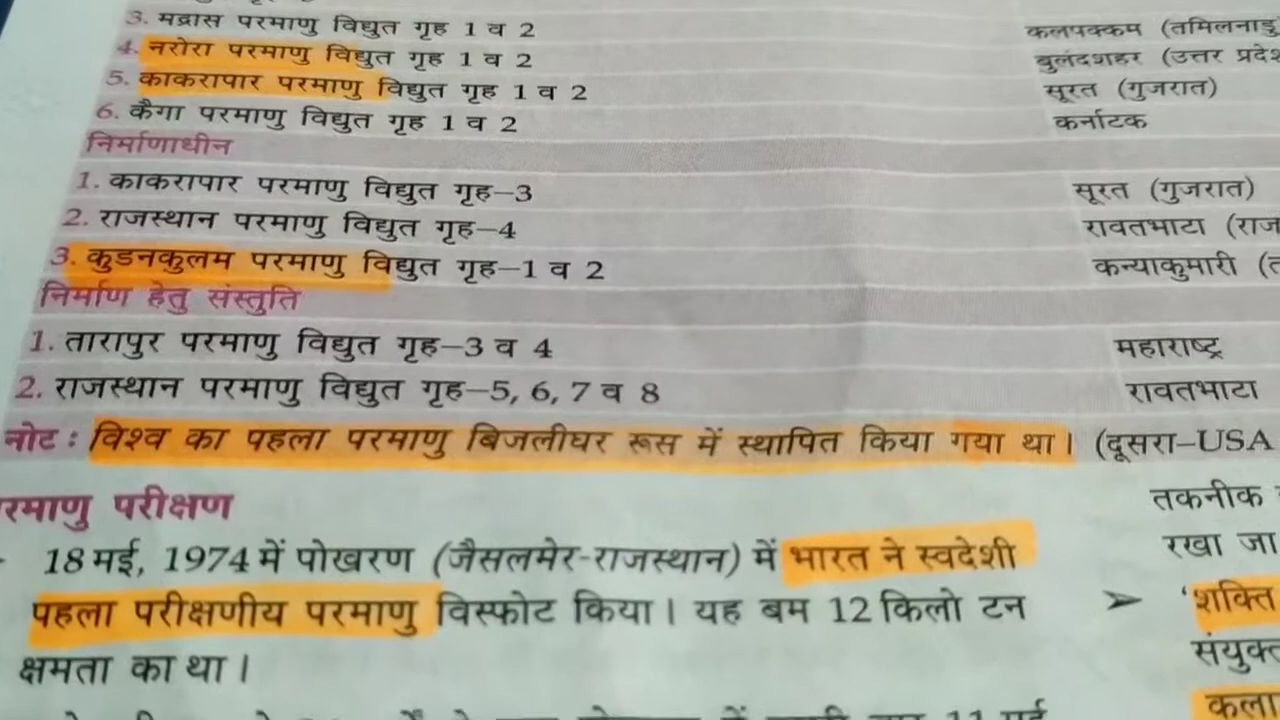 3. मद्रास परमाणु विद्युत गृह 1 व 2 कलपक्कम (तमिलनाडु
4. नरोरा परमाणु विद्युत गृह 1 व 2 बुलंदशहर (उत्तर प्रदेश
5. काकरापार परमाणु विद्युत गृह 1 व 2 सूरत (गुजरात)
6. कैगा परमाणु विद्युत गृह 1 व 2 कर्नाटक
निर्माणाधीन
1. काकरापार परमाणु विद्युत गृह–3 सूरत (गुजरात)
2. राजस्थान परमाणु विद्युत गृह–4 रावतभाटा (राज
3. कुडनकुलम परमाणु विद्युत गृह–1 व 2 कन्याकुमारी (त
निर्माण हेतु संस्तुति
1. तारापुर परमाणु विद्युत गृह–3 व 4 महाराष्ट्र
2. राजस्थान परमाणु विद्युत गृह–5, 6, 7 व 8 रावतभाटा
नोट : विश्व का पहला परमाणु बिजलीघर रूस में स्थापित किया गया था। (दूसरा–USA
रमाणु परीक्षण
18 मई, 1974 में पोखरण (जैसलमेर-राजस्थान) में भारत ने स्वदेशी
पहला परीक्षणीय परमाणु विस्फोट किया। यह बम 12 किलो टन
क्षमता का था।
तकनीक
रखा जा
➤ ‘शक्ति
संयुक्त
कला